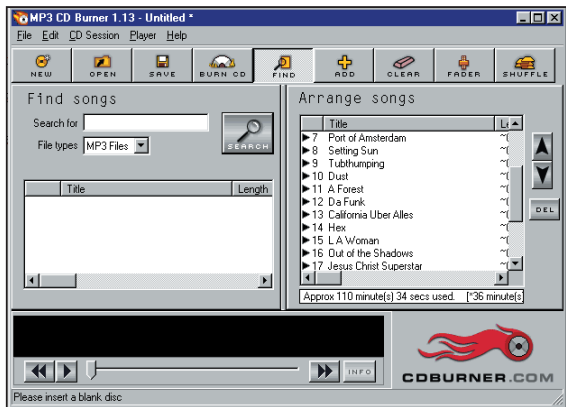 MP3 CD Burner 1.13 - Untitled *
File Edit CD Session Player Help
NEW OPEN SAVE BURN CD FIND ADD CLEAR FADER SHUFFLE
Find songs
Search for
File types MP3 Files
SEARCH
Title Length
Arrange songs
Title
7 Port of Amsterdam
8 Setting Sun
9 Tubthumping
10 Dust
11 A Forest
12 Da Funk
13 California Uber Alles
14 Hex
15 L A Woman
16 Out of the Shadows
17 Jesus Christ Superstar
DEL
Approx 110 minute(s) 34 secs used. [*36 minute(s
INFO
CDBURNER.COM
Please insert a blank disc